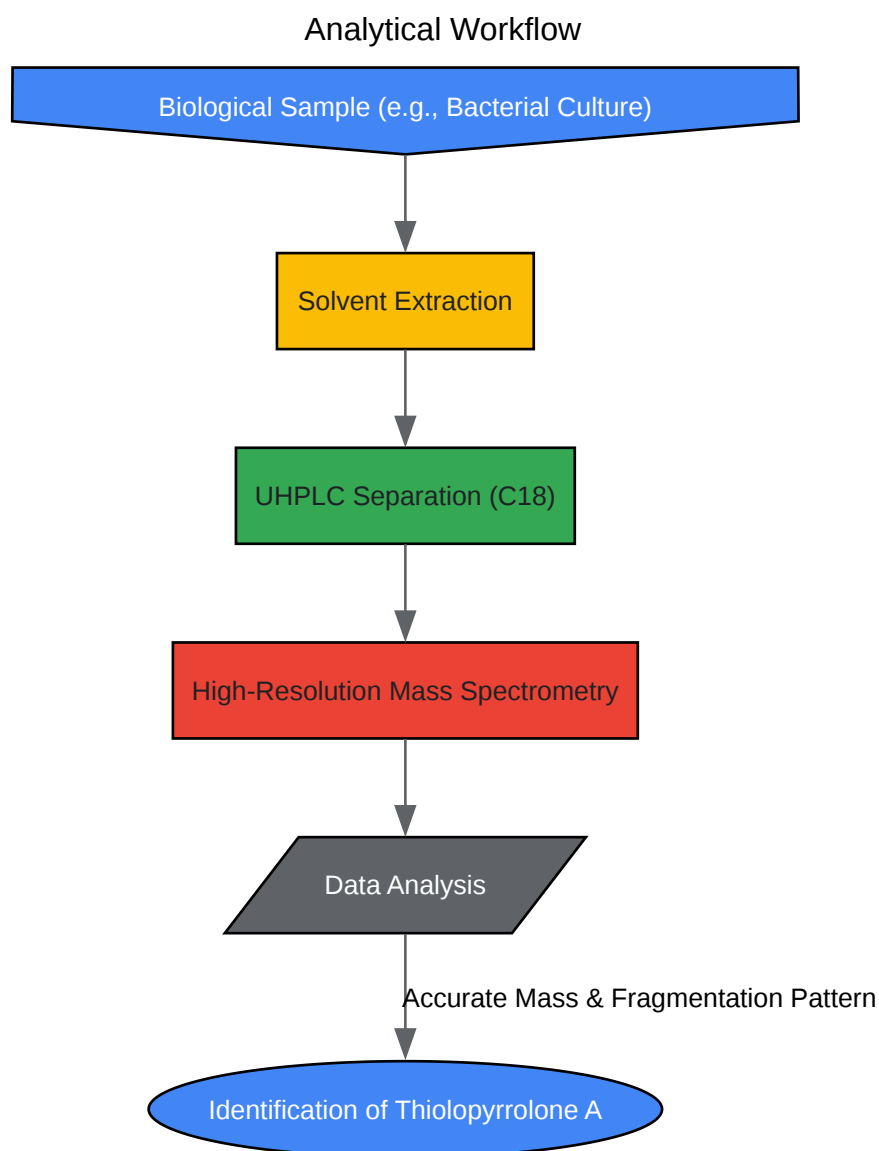 Analytical Workflow
Biological Sample (e.g., Bacterial Culture)
Solvent Extraction
UHPLC Separation (C18)
High-Resolution Mass Spectrometry
Data Analysis
Accurate Mass & Fragmentation Pattern
Identification of Thiolopyrrolone A